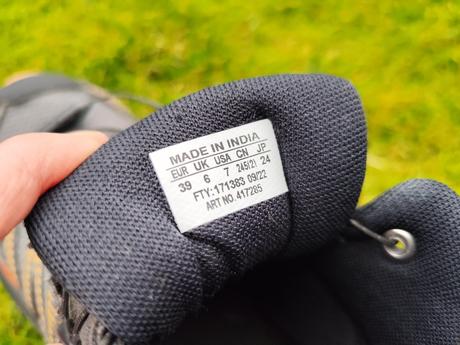 MADE IN INDIA
EUR UK USA CN JP
39 6 7 245(2) 24
FTY:171383 09/22
ART NO.417285